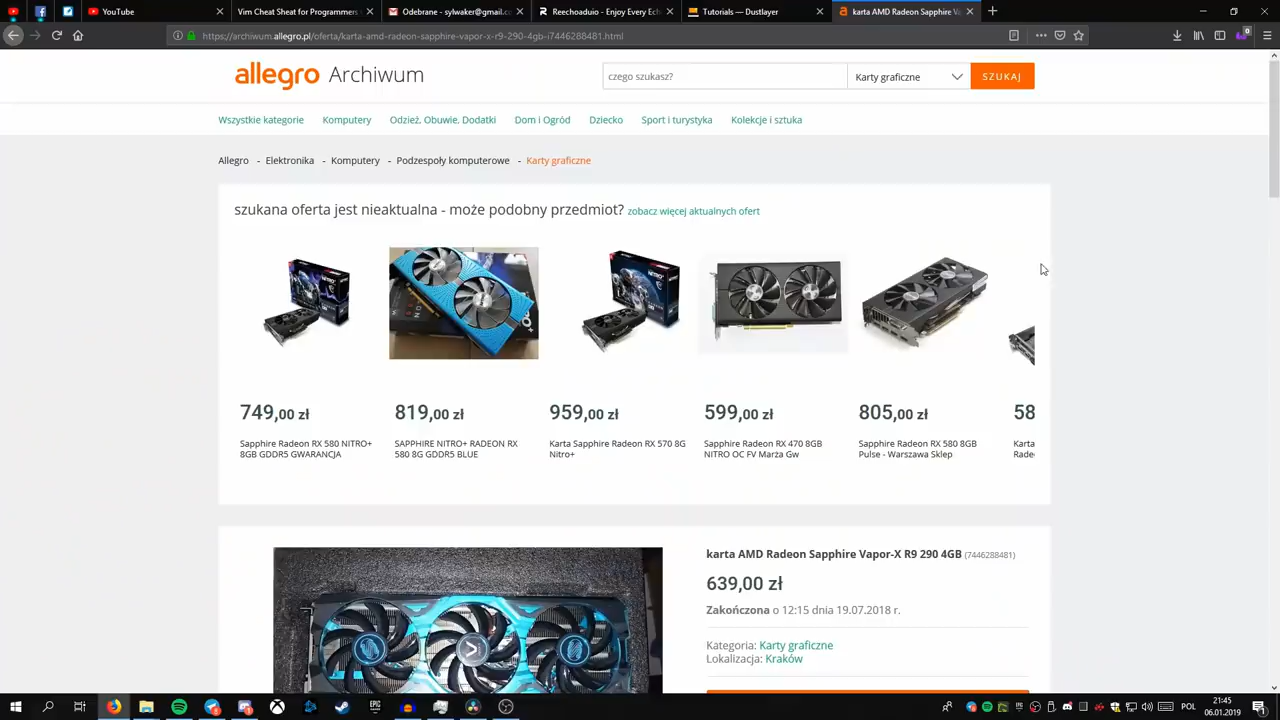 YouTube
Vim Cheat Sheat for Programmers
Odebrane - sylwaker@gmail.co
Reechoaduio - Enjoy Every Ech
Tutorials — Dustlayer
karta AMD Radeon Sapphire Va
https://archiwum.allegro.pl/oferta/karta-amd-radeon-sapphire-vapor-x-r9-290-4gb-i7446288481.html
allegro Archiwum
czego szukasz?
Karty graficzne
SZUKAJ
Wszystkie kategorie Komputery Odzież, Obuwie, Dodatki Dom i Ogród Dziecko Sport i turystyka Kolekcje i sztuka
Allegro - Elektronika - Komputery - Podzespoły komputerowe - Karty graficzne
szukana oferta jest nieaktualna - może podobny przedmiot? zobacz więcej aktualnych ofert
749,00 zł 819,00 zł 959,00 zł 599,00 zł 805,00 zł 58
Sapphire Radeon RX 580 NITRO+
8GB GDDR5 GWARANCJA
SAPPHIRE NITRO+ RADEON RX
580 8G GDDR5 BLUE
Karta Sapphire Radeon RX 570 8G
Nitro+
Sapphire Radeon RX 470 8GB
NITRO OC FV Marża Gw
Sapphire Radeon RX 580 8GB
Pulse - Warszawa Sklep
Karta
Rade
karta AMD Radeon Sapphire Vapor-X R9 290 4GB (7446288481)
639,00 zł
Zakończona o 12:15 dnia 19.07.2018 r.
Kategoria: Karty graficzne
Lokalizacja: Kraków
EPIC
POL
21:45
06.01.2019